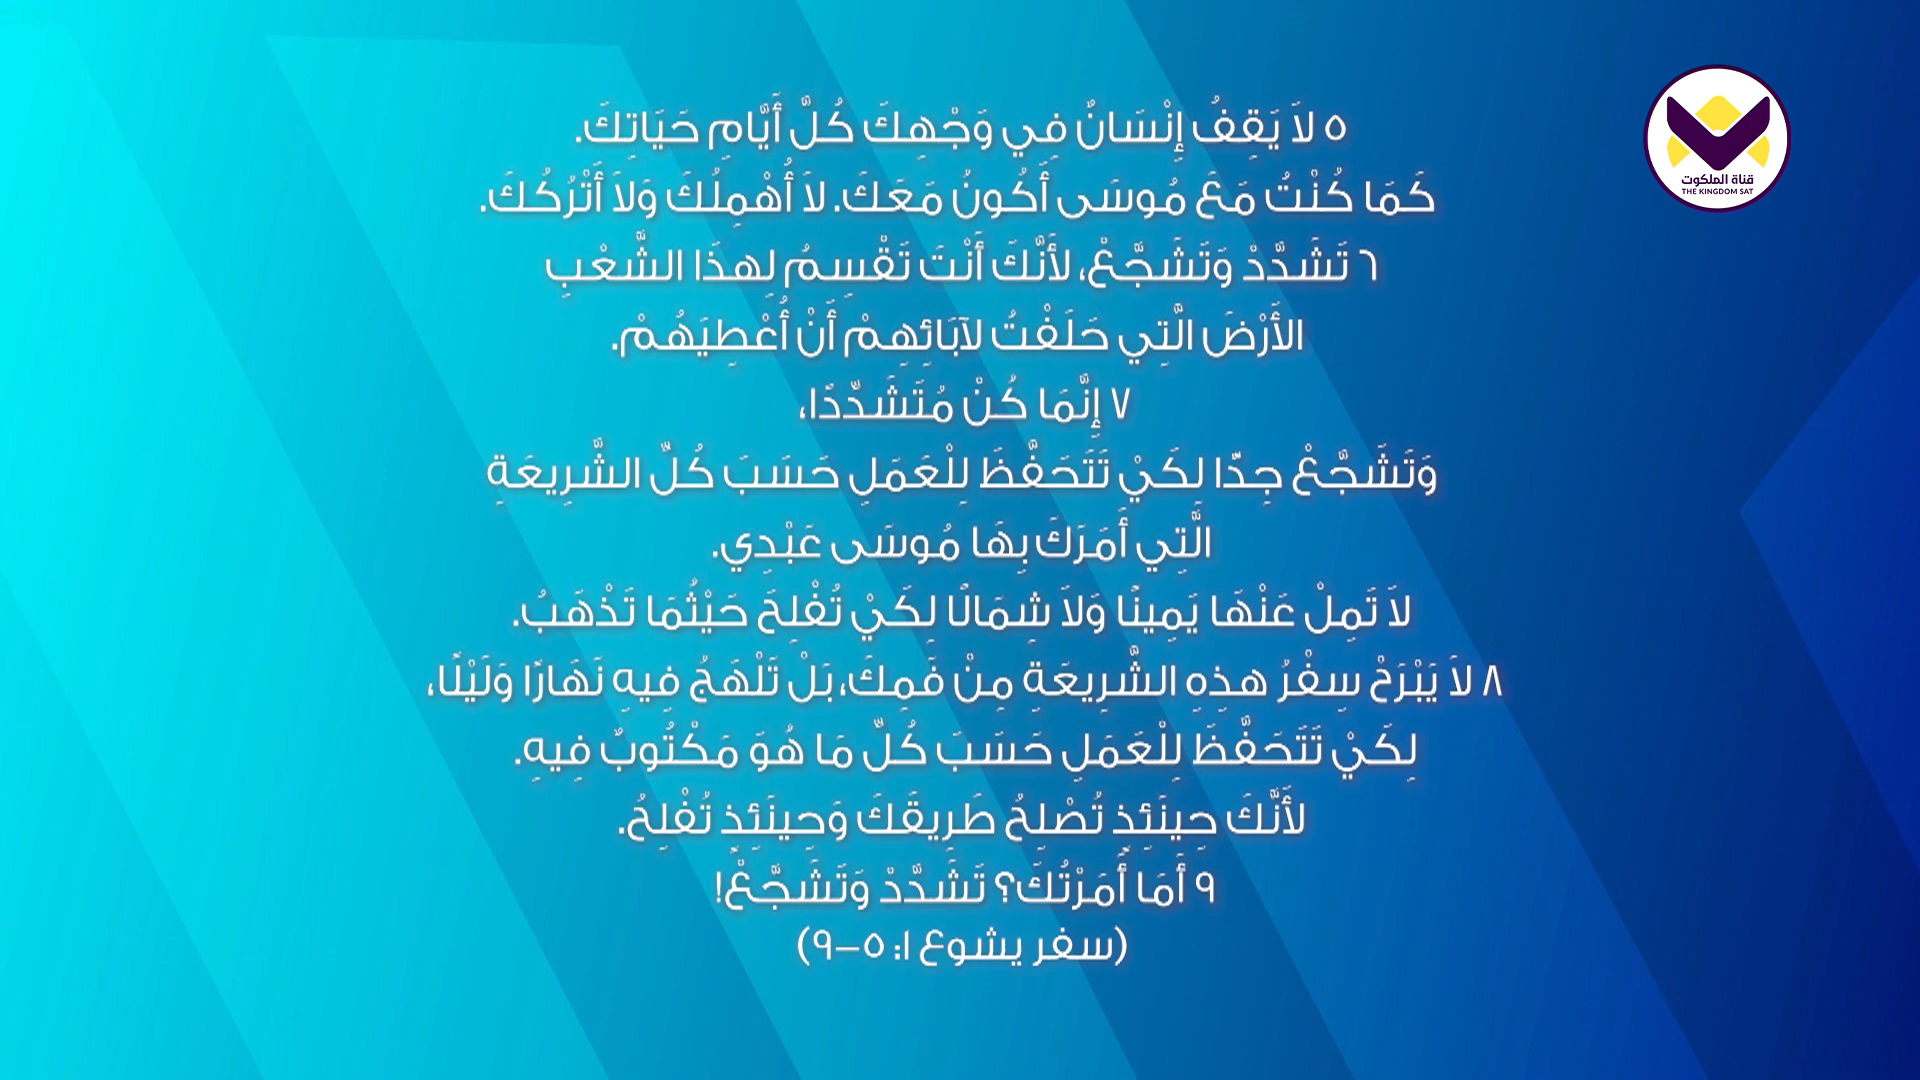 ٥ لاَ يَقِفُ إِنْسَانٌ فِي وَجْهِكَ كُلَّ أَيَّامِ حَيَاتِكَ.
كَمَا كُنْتُ مَعَ مُوسَى أَكُونُ مَعَكَ. لاَ أُهْمِلُكَ وَلاَ أَتْرُكُكَ.
٦ تَشَدَّدْ وَتَشَجَّعْ، لأَنَّكَ أَنْتَ تَقْسِمُ لِهذَا الشَّعْبِ
الأَرْضَ الَّتِي حَلَفْتُ لآبَائِهِمْ أَنْ أُعْطِيَهُمْ.
٧ إِنَّمَا كُنْ مُتَشَدِّدًا،
وَتَشَجَّعْ جِدًّا لِكَيْ تَتَحَفَّظَ لِلْعَمَلِ حَسَبَ كُلِّ الشَّرِيعَةِ
الَّتِي أَمَرَكَ بِهَا مُوسَى عَبْدِي.
لاَ تَمِلْ عَنْهَا يَمِينًا وَلاَ شِمَالًا لِكَيْ تُفْلِحَ حَيْثُمَا تَذْهَبُ.
٨ لاَ يَبْرَحْ سِفْرُ هذِهِ الشَّرِيعَةِ مِنْ فَمِكَ، بَلْ تَلْهَجُ فِيهِ نَهَارًا وَلَيْلًا،
لِكَيْ تَتَحَفَّظَ لِلْعَمَلِ حَسَبَ كُلِّ مَا هُوَ مَكْتُوبٌ فِيهِ.
لأَنَّكَ حِينَئِذٍ تُصْلِحُ طَرِيقَكَ وَحِينَئِذٍ تُفْلِحُ.
٩ أَمَا أَمَرْتُكَ؟ تَشَدَّدْ وَتَشَجَّعْ!
(سفر يشوع ١: ٥–٩)
قناة الملكوت
THE KINGDOM SAT